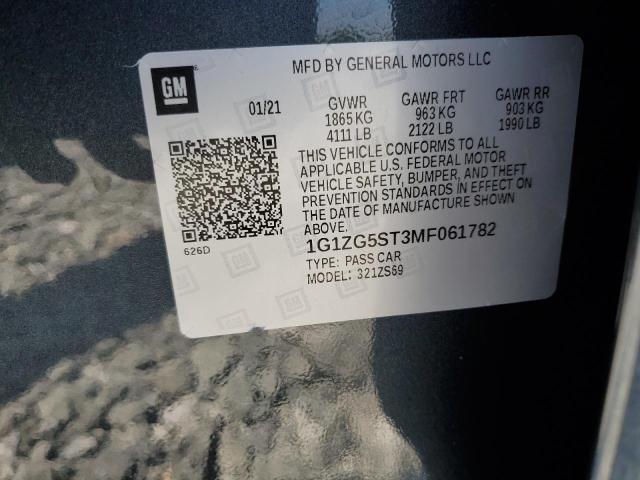 MFD BY GENERAL MOTORS LLC
GM
01/21 GVWR GAWR FRT GAWR RR
1865 KG 963 KG 903 KG
4111 LB 2122 LB 1990 LB
THIS VEHICLE CONFORMS TO ALL
APPLICABLE U.S. FEDERAL MOTOR
VEHICLE SAFETY, BUMPER, AND THEFT
PREVENTION STANDARDS IN EFFECT ON
THE DATE OF MANUFACTURE SHOWN
ABOVE.
626D
1G1ZG5ST3MF061782
TYPE: PASS CAR
MODEL: 321ZS69